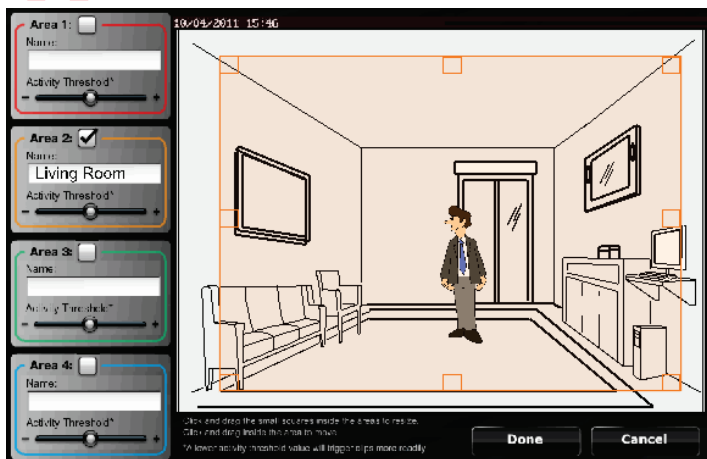 Area 1:
Name:
Activity Threshold*
- +
Area 2:
Name:
Living Room
Activity Threshold*
- +
Area 3:
Name:
Activity Threshold*
- +
Area 4:
Name:
Activity Threshold*
- +
10/04/2011 15:46
Click and drag the small squares inside the areas to resize.
Click and drag inside the area to move.
*A lower activity threshold value will trigger clips more readily
Done
Cancel